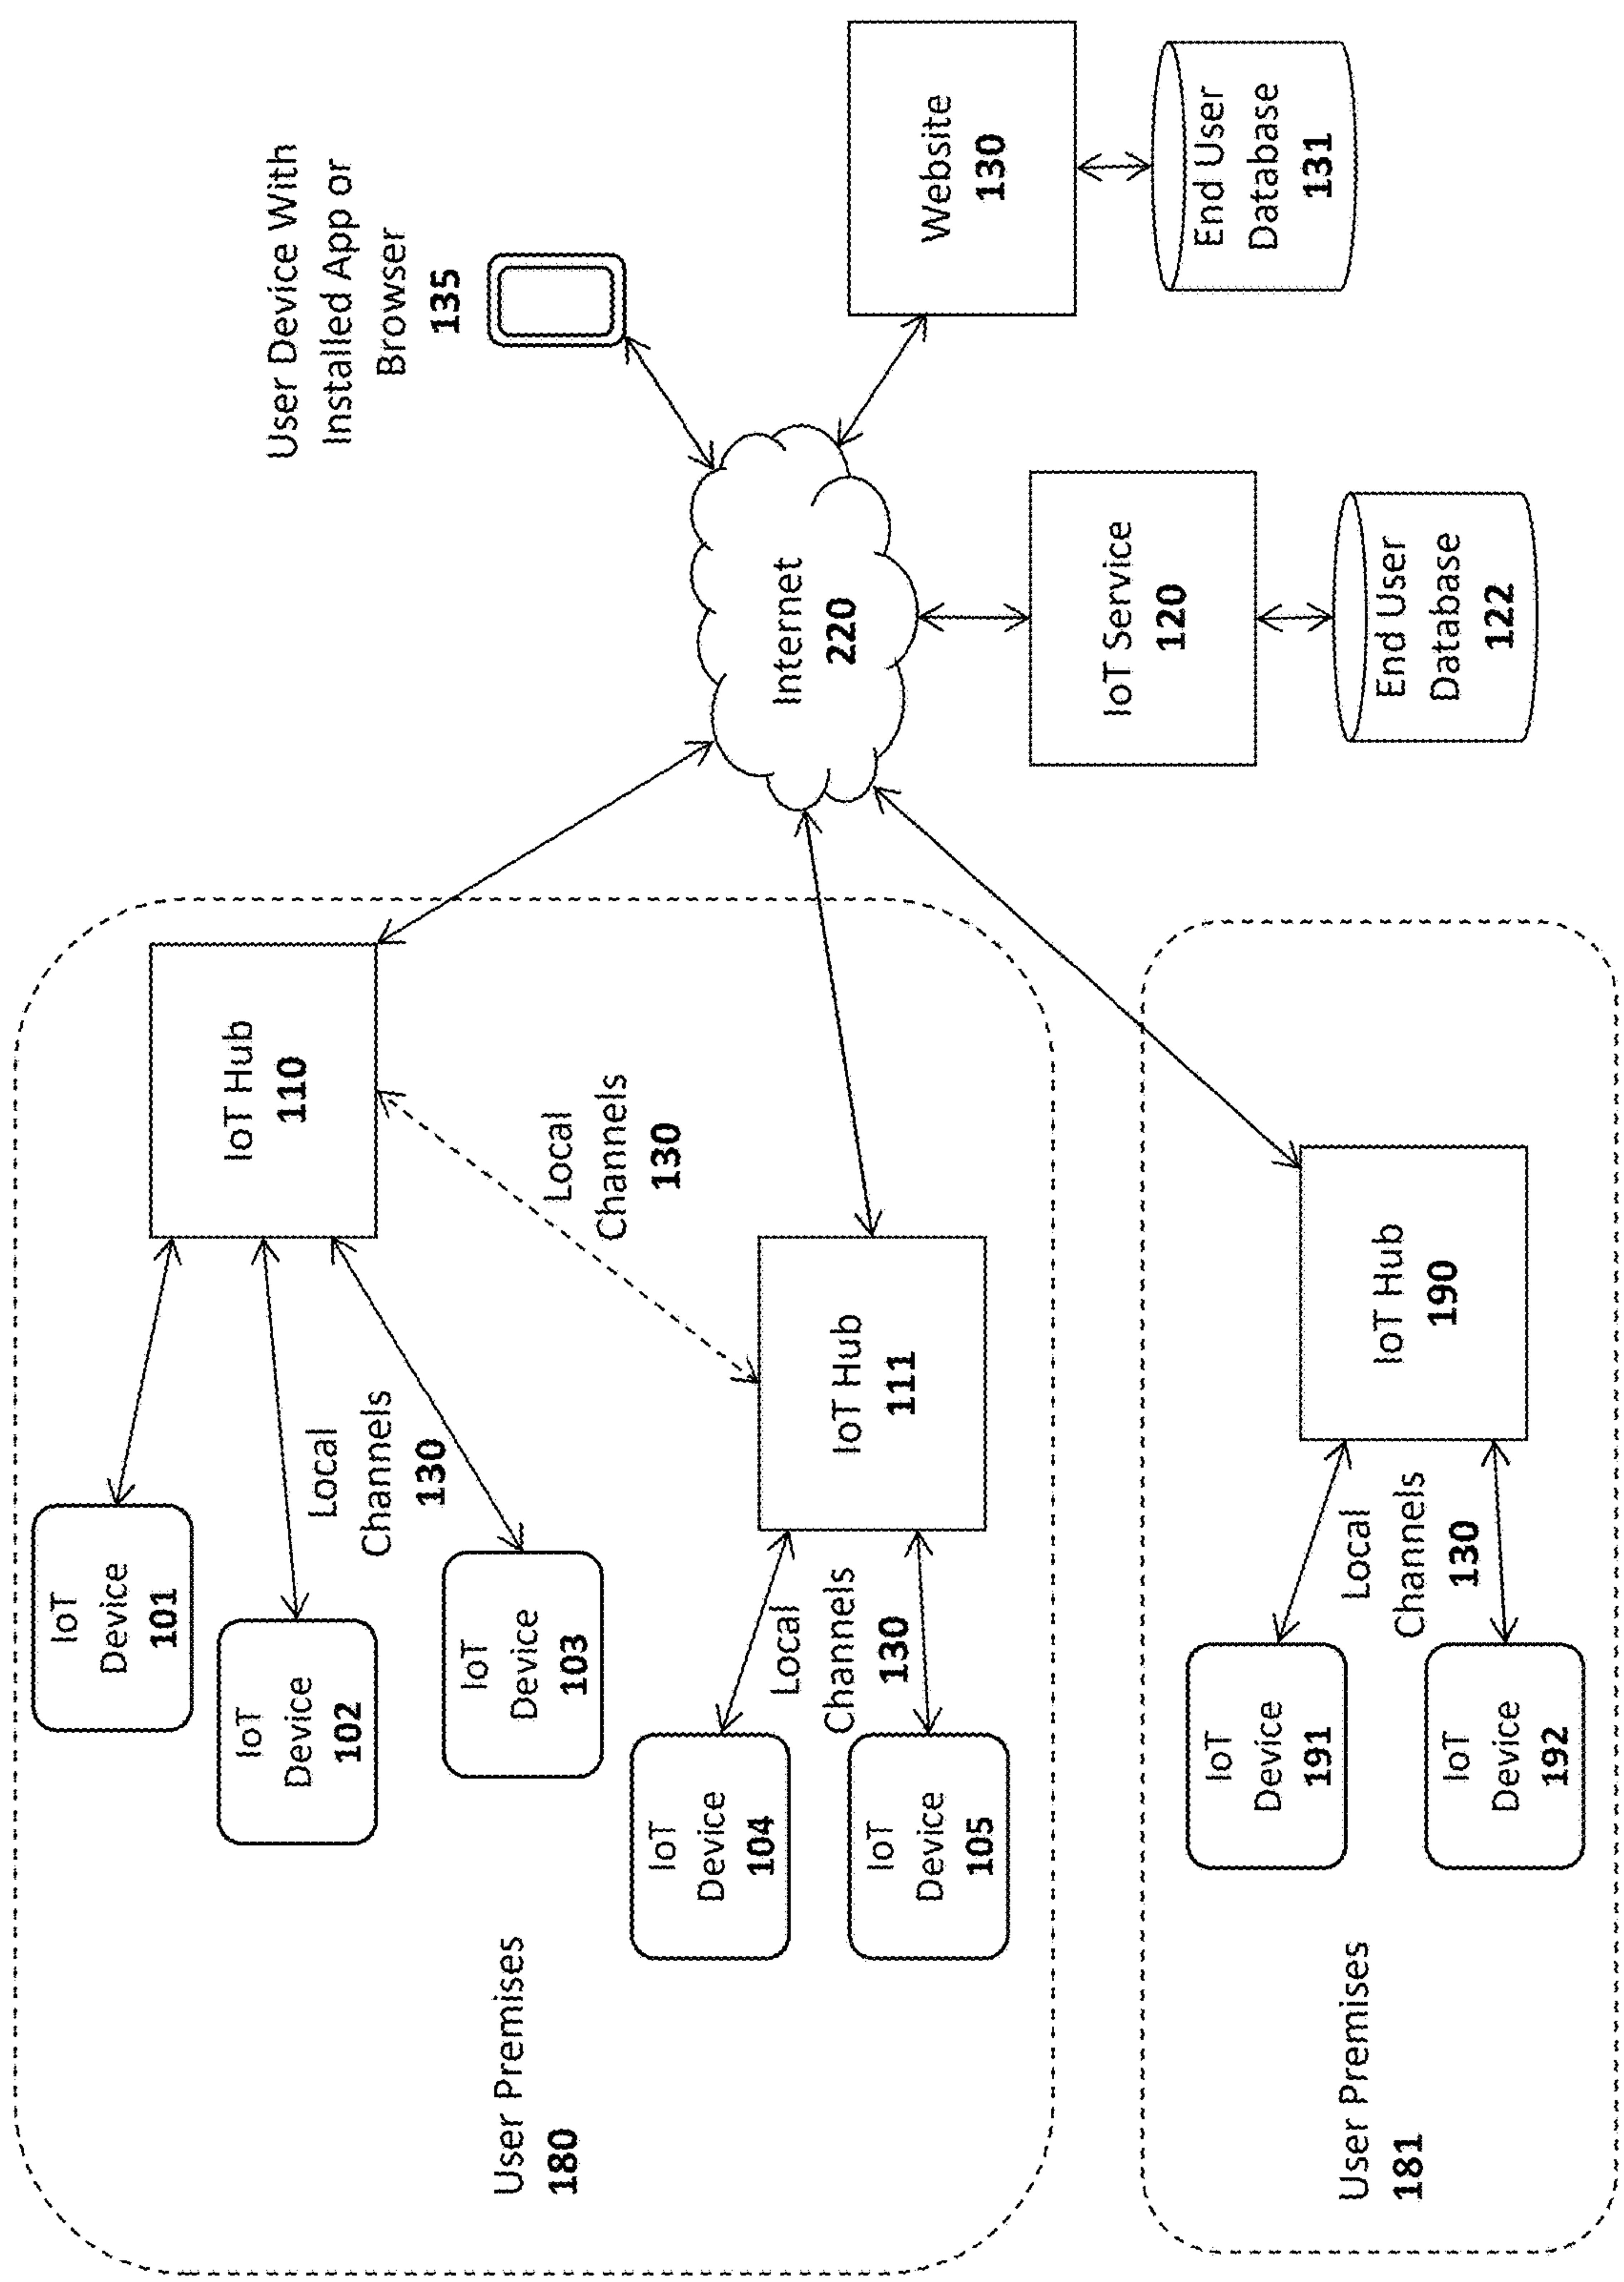 User Premises
180
IoT
Device
101
IoT
Device
102
IoT
Device
103
Local
Channels
130
IoT Hub
110
Local
Channels
130
IoT
Device
104
IoT
Device
105
Local
Channels
130
IoT Hub
111
User Premises
181
IoT
Device
191
IoT
Device
192
Local
Channels
130
IoT Hub
190
Internet
220
User Device With
Installed App or
Browser
135
IoT Service
120
End User
Database
122
Website
130
End User
Database
131